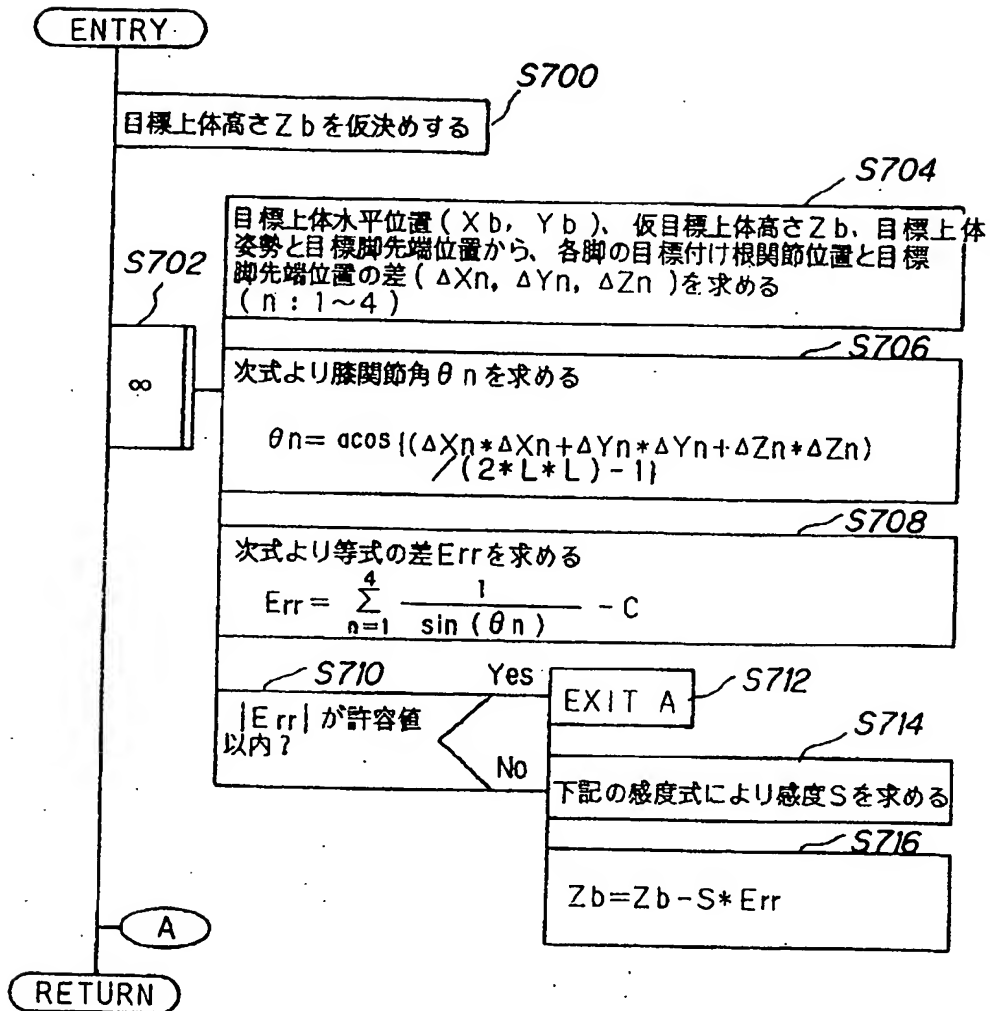 ENTRY
S700
目標上体高さZbを仮決めする
S704
目標上体水平位置(Xb, Yb)、仮目標上体高さZb、目標上体
姿勢と目標脚先端位置から、各脚の目標付け根関節位置と目標
脚先端位置の差(ΔXn, ΔYn, ΔZn)を求める
(n:1~4)
S702
∞
S706
次式より膝関節角θnを求める
θn= acos{(ΔXn*ΔXn+ΔYn*ΔYn+ΔZn*ΔZn)
/(2*L*L)-1}
S708
次式より等式の差Errを求める
Err= 4∑n=1 1/sin(θn) -C
S710
|Err|が許容値
以内?
Yes
No
EXIT A
S712
S714
下記の感度式により感度Sを求める
S716
Zb=Zb-S*Err
A
RETURN